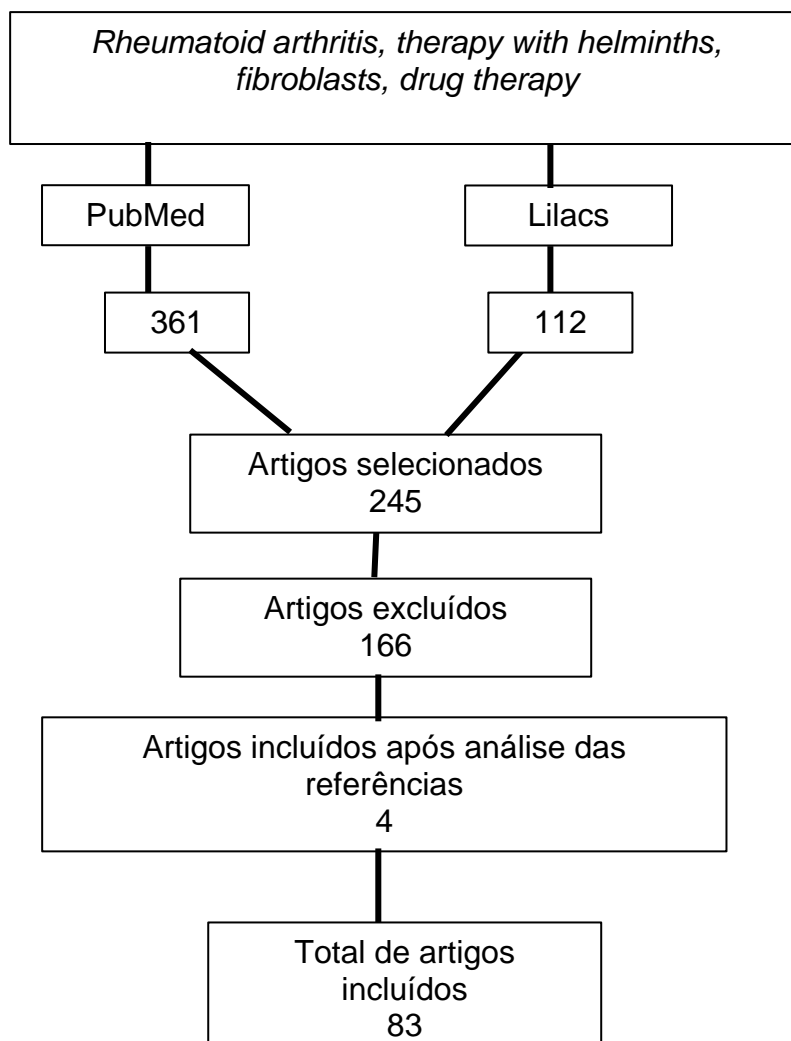 Rheumatoid arthritis, therapy with helminths,
fibroblasts, drug therapy
PubMed
Lilacs
361
112
Artigos selecionados
245
Artigos excluídos
166
Artigos incluídos após análise das
referências
4
Total de artigos
incluídos
83